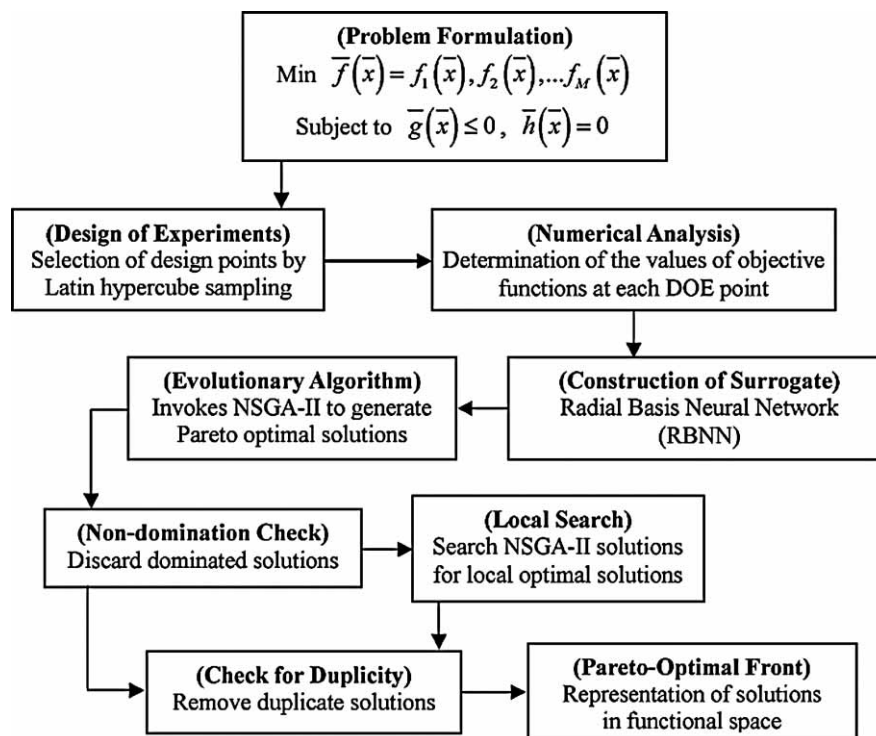 (Problem Formulation)
Min f̅(x̅) = f₁(x̅), f₂(x̅), ...f_M(x̅)
Subject to g̅(x̅) ≤ 0 , h̅(x̅) = 0
(Design of Experiments)
Selection of design points by
Latin hypercube sampling
(Numerical Analysis)
Determination of the values of objective
functions at each DOE point
(Evolutionary Algorithm)
Invokes NSGA-II to generate
Pareto optimal solutions
(Construction of Surrogate)
Radial Basis Neural Network
(RBNN)
(Non-domination Check)
Discard dominated solutions
(Local Search)
Search NSGA-II solutions
for local optimal solutions
(Check for Duplicity)
Remove duplicate solutions
(Pareto-Optimal Front)
Representation of solutions
in functional space